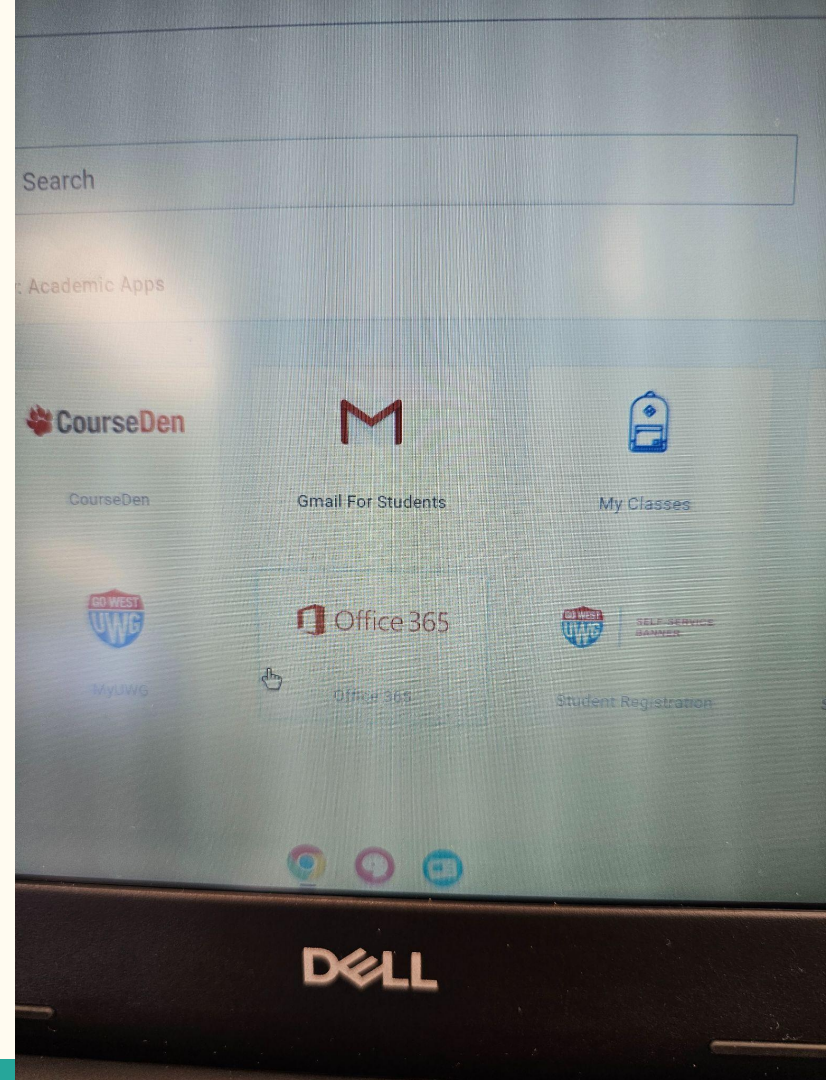 Search
: Academic Apps
CourseDen
CourseDen
Gmail For Students
My Classes
GO WEST
UWG
MyUWG
Office 365
Office 365
GO WEST
UWG
SELF-SERVICE
BANNER
Student Registration
DELL